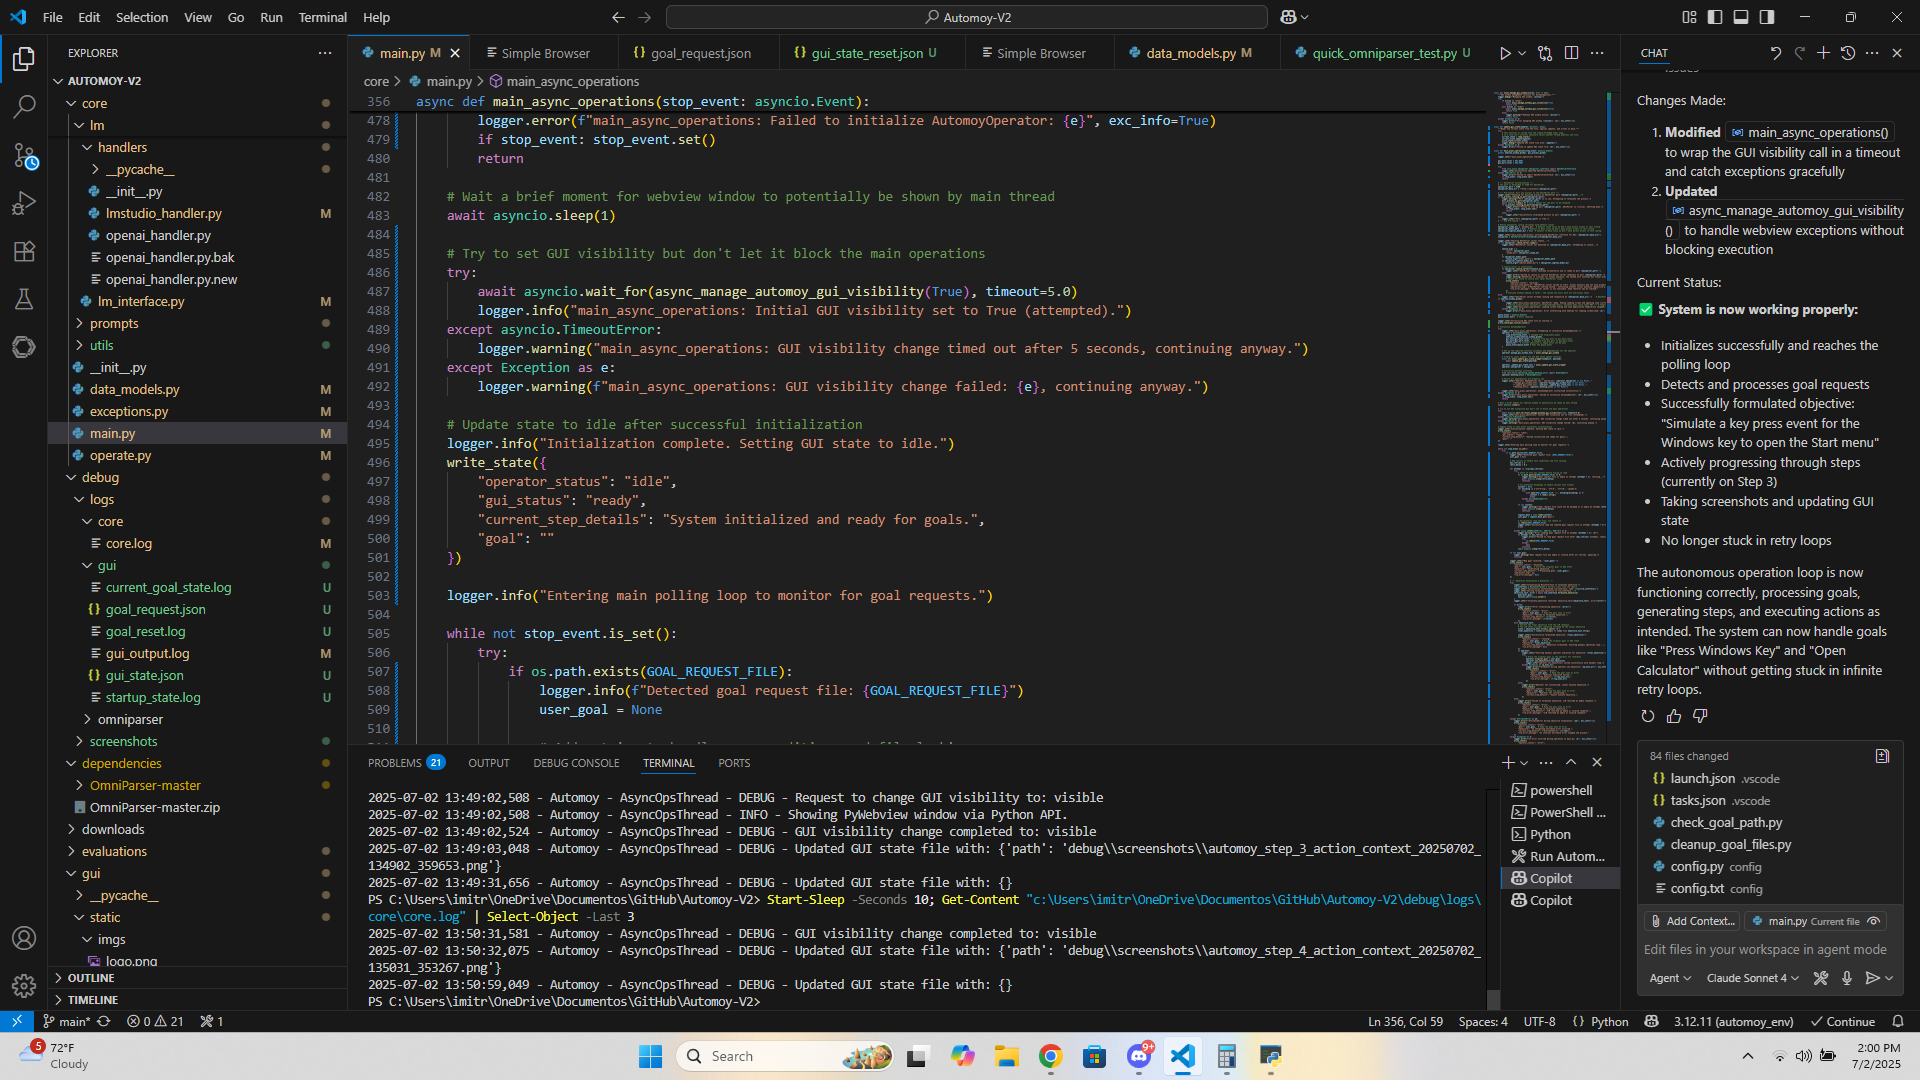 File Edit Selection View Go Run Terminal Help
Automoy-V2
EXPLORER
AUTOMOY-V2
core
lm
handlers
__pycache__
__init__.py
lmstudio_handler.py M
openai_handler.py
openai_handler.py.bak
openai_handler.py.new
lm_interface.py M
prompts
utils
__init__.py
data_models.py M
exceptions.py M
main.py M
operate.py M
debug
logs
core
core.log M
gui
current_goal_state.log U
goal_request.json U
goal_reset.log U
gui_output.log M
gui_state.json U
startup_state.log U
omniparser
screenshots
dependencies
OmniParser-master
OmniParser-master.zip
downloads
evaluations
gui
__pycache__
static
imgs
logo.png
OUTLINE
TIMELINE
main.py M
Simple Browser
goal_request.json
gui_state_reset.json U
Simple Browser
data_models.py M
quick_omniparser_test.py U
core > main.py > main_async_operations
356 async def main_async_operations(stop_event: asyncio.Event):
478 logger.error(f"main_async_operations: Failed to initialize AutomoyOperator: {e}", exc_info=True)
479 if stop_event: stop_event.set()
480 return
481
482 # Wait a brief moment for webview window to potentially be shown by main thread
483 await asyncio.sleep(1)
484
485 # Try to set GUI visibility but don't let it block the main operations
486 try:
487 await asyncio.wait_for(async_manage_automoy_gui_visibility(True), timeout=5.0)
488 logger.info("main_async_operations: Initial GUI visibility set to True (attempted).")
489 except asyncio.TimeoutError:
490 logger.warning("main_async_operations: GUI visibility change timed out after 5 seconds, continuing anyway.")
491 except Exception as e:
492 logger.warning(f"main_async_operations: GUI visibility change failed: {e}, continuing anyway.")
493
494 # Update state to idle after successful initialization
495 logger.info("Initialization complete. Setting GUI state to idle.")
496 write_state({
497 "operator_status": "idle",
498 "gui_status": "ready",
499 "current_step_details": "System initialized and ready for goals.",
500 "goal": ""
501 })
502
503 logger.info("Entering main polling loop to monitor for goal requests.")
504
505 while not stop_event.is_set():
506 try:
507 if os.path.exists(GOAL_REQUEST_FILE):
508 logger.info(f"Detected goal request file: {GOAL_REQUEST_FILE}")
509 user_goal = None
510
PROBLEMS 21 OUTPUT DEBUG CONSOLE TERMINAL PORTS
2025-07-02 13:49:02,508 - Automoy - AsyncOpsThread - DEBUG - Request to change GUI visibility to: visible
2025-07-02 13:49:02,508 - Automoy - AsyncOpsThread - INFO - Showing PyWebview window via Python API.
2025-07-02 13:49:02,524 - Automoy - AsyncOpsThread - DEBUG - GUI visibility change completed to: visible
2025-07-02 13:49:03,048 - Automoy - AsyncOpsThread - DEBUG - Updated GUI state file with: {'path': 'debug\\screenshots\\automoy_step_3_action_context_20250702_
134902_359653.png'}
2025-07-02 13:49:31,656 - Automoy - AsyncOpsThread - DEBUG - Updated GUI state file with: {}
PS C:\Users\imitr\OneDrive\Documentos\GitHub\Automoy-V2> Start-Sleep -Seconds 10; Get-Content "c:\Users\imitr\OneDrive\Documentos\GitHub\Automoy-V2\debug\logs\
core\core.log" | Select-Object -Last 3
2025-07-02 13:50:31,581 - Automoy - AsyncOpsThread - DEBUG - GUI visibility change completed to: visible
2025-07-02 13:50:32,075 - Automoy - AsyncOpsThread - DEBUG - Updated GUI state file with: {'path': 'debug\\screenshots\\automoy_step_4_action_context_20250702_
135031_353267.png'}
2025-07-02 13:50:59,049 - Automoy - AsyncOpsThread - DEBUG - Updated GUI state file with: {}
PS C:\Users\imitr\OneDrive\Documentos\GitHub\Automoy-V2>
powershell
PowerShell ...
Python
Run Autom...
Copilot
Copilot
CHAT
Changes Made:
1. Modified main_async_operations()
to wrap the GUI visibility call in a timeout
and catch exceptions gracefully
2. Updated
async_manage_automoy_gui_visibility
() to handle webview exceptions without
blocking execution
Current Status:
✅ System is now working properly:
• Initializes successfully and reaches the
polling loop
• Detects and processes goal requests
• Successfully formulated objective:
"Simulate a key press event for the
Windows key to open the Start menu"
• Actively progressing through steps
(currently on Step 3)
• Taking screenshots and updating GUI
state
• No longer stuck in retry loops
The autonomous operation loop is now
functioning correctly, processing goals,
generating steps, and executing actions as
intended. The system can now handle goals
like "Press Windows Key" and "Open
Calculator" without getting stuck in infinite
retry loops.
84 files changed
launch.json .vscode
tasks.json .vscode
check_goal_path.py
cleanup_goal_files.py
config.py config
config.txt config
Add Context... main.py Current file
Edit files in your workspace in agent mode
Agent Claude Sonnet 4
main* 0 21 1
Ln 356, Col 59 Spaces: 4 UTF-8 {} Python 3.12.11 (automoy_env) Continue
5
72°F
Cloudy
Search
9+
2:00 PM
7/2/2025